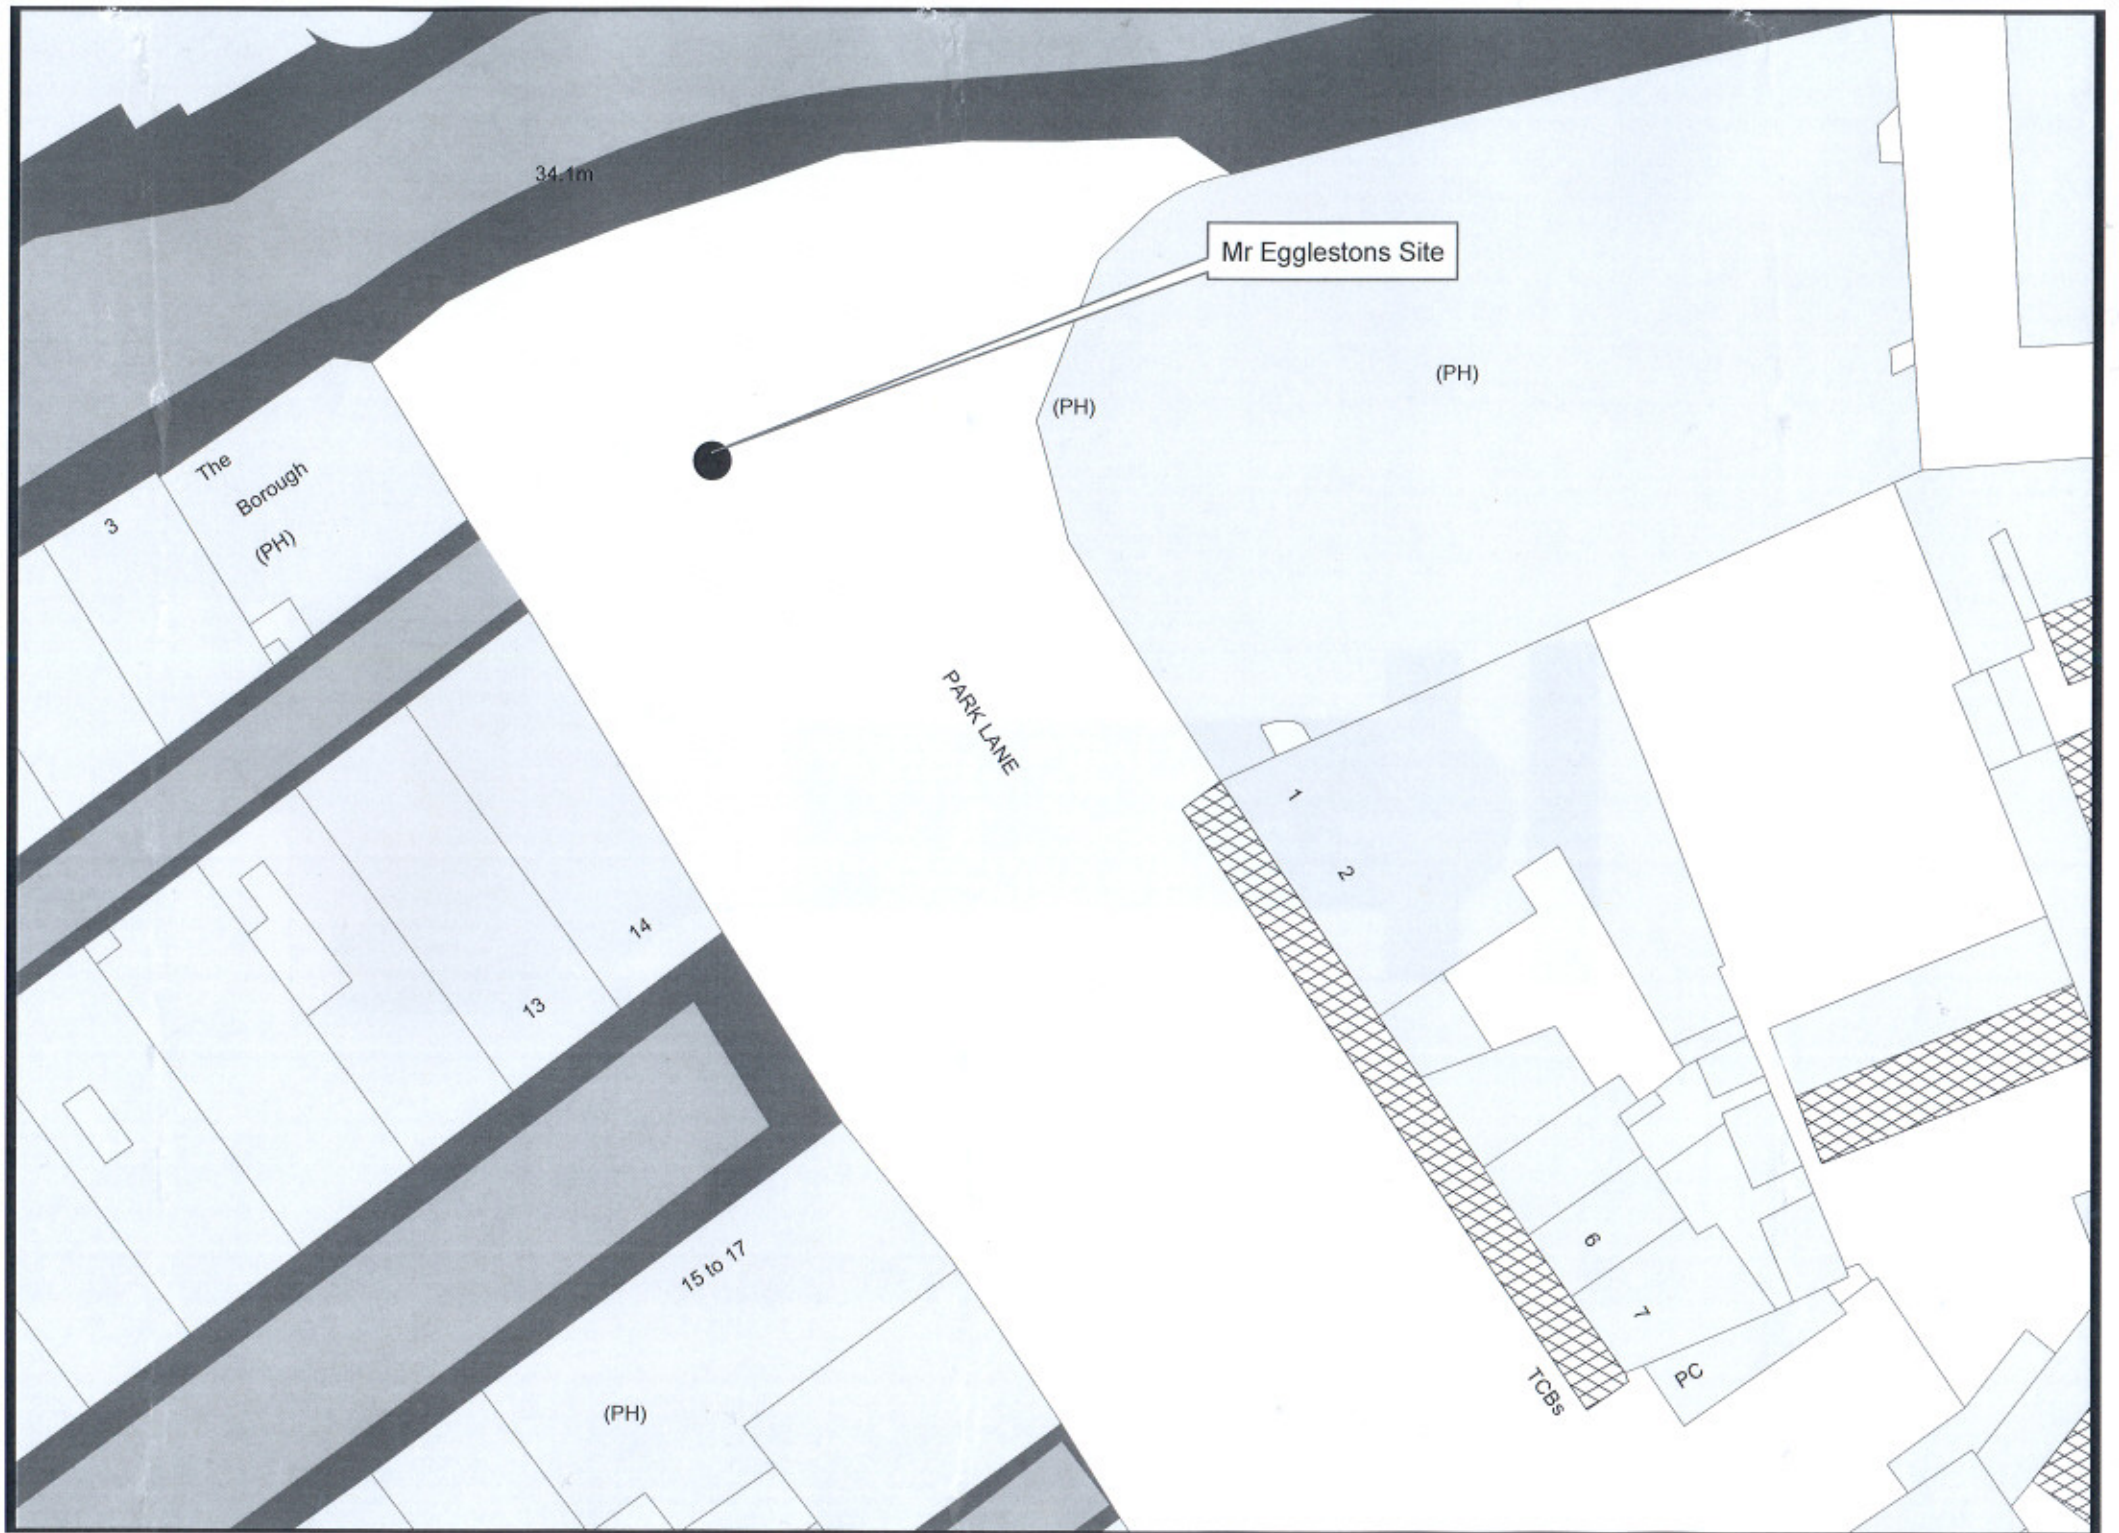 34.1m
Mr Egglestons Site
(PH)
(PH)
The
Borough
(PH)
3
PARK LANE
1
2
14
13
6
7
15 to 17
PC
TCBs
(PH)